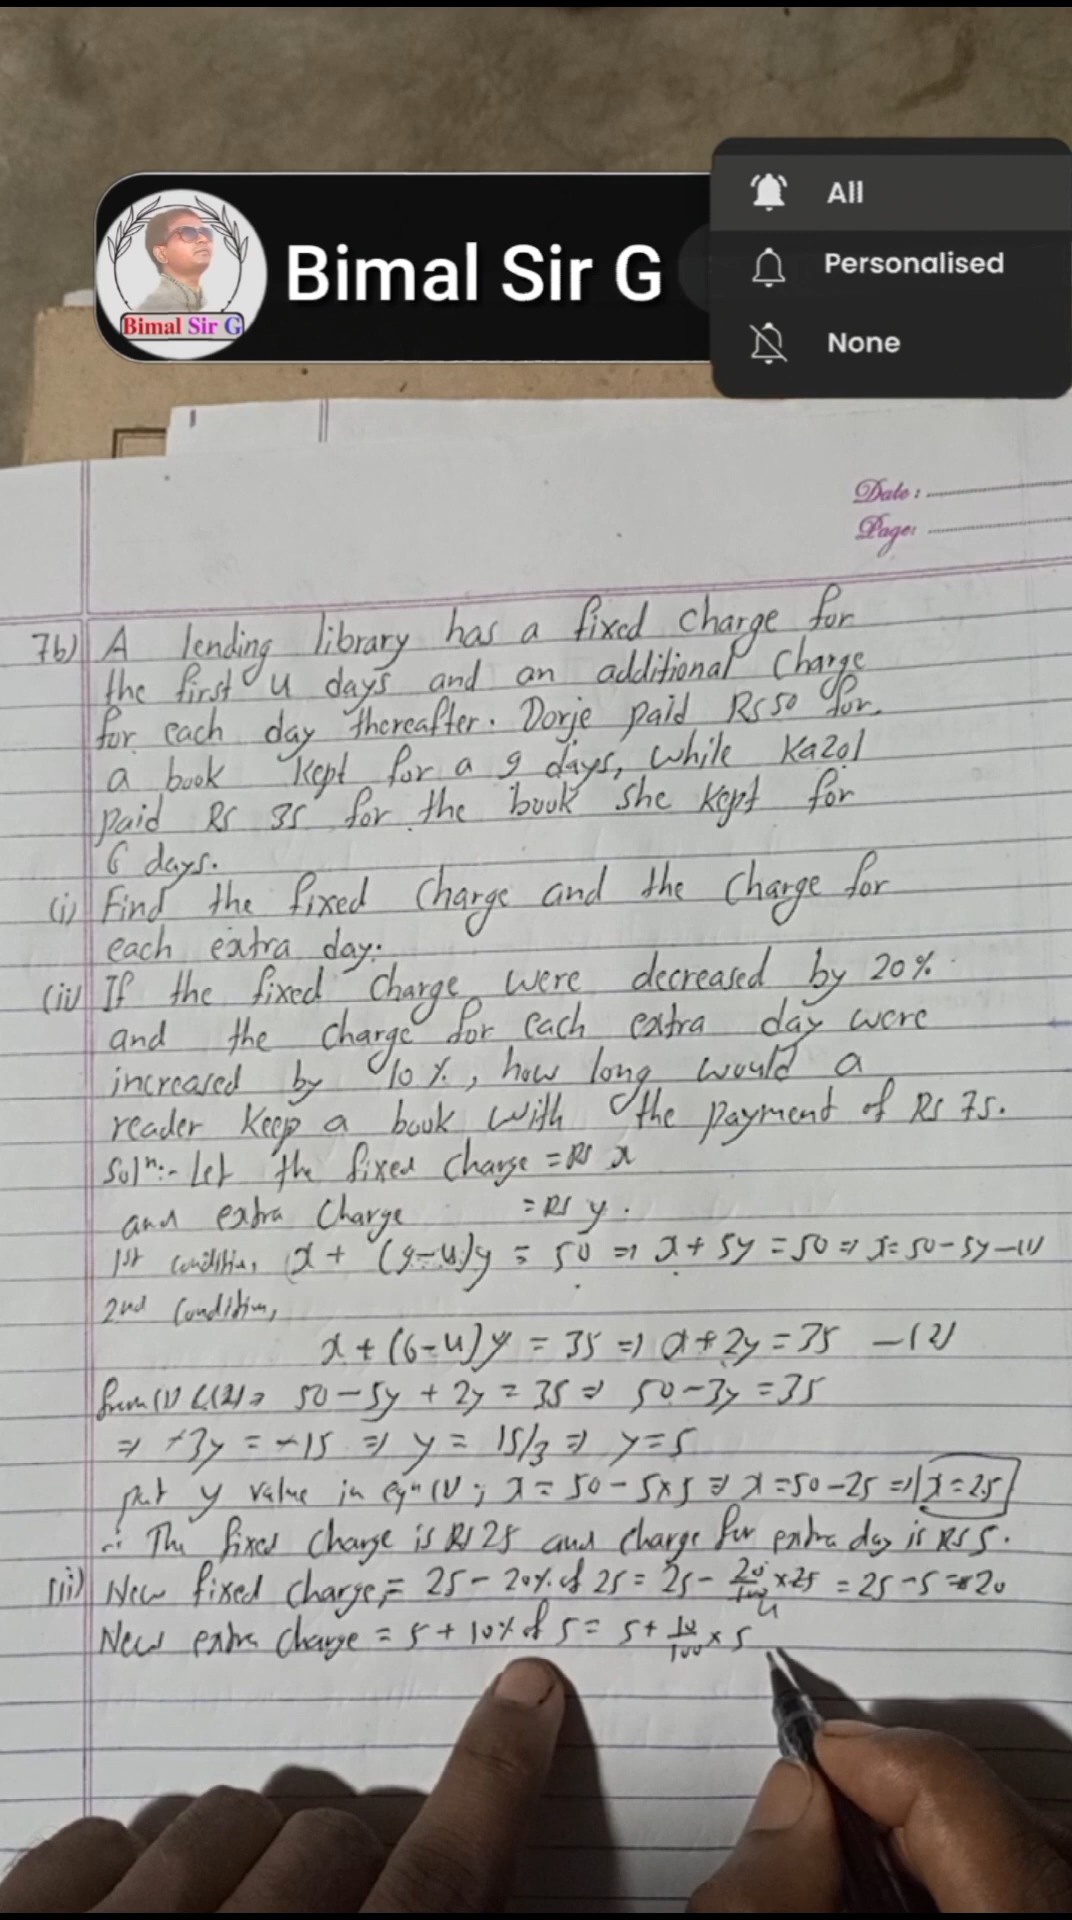 All
Personalised
None
Bimal Sir G
Bimal Sir G
Date:
Page:
7b) A lending library has a fixed charge for
the first 4 days and an additional charge
for each day thereafter. Dorje paid Rs 50 for
a book kept for a 9 days, while Kazol
paid Rs 35 for the book she kept for
6 days.
(i) Find the fixed charge and the charge for
each extra day.
(ii) If the fixed charge were decreased by 20%
and the charge for each extra day were
increased by 10%, how long would a
reader keep a book with the payment of Rs 75.
Solⁿ:- Let the fixed charge = Rs x
and extra charge = Rs y.
1st condition, x + (9-4)y = 50 => x + 5y = 50 => x = 50 - 5y -(1)
2nd condition,
x + (6-4)y = 35 => x + 2y = 35 -(2)
from (1) & (2) => 50 - 5y + 2y = 35 => 50 - 3y = 35
=> -3y = -15 => y = 15/3 => y = 5
put y value in eqⁿ (1); x = 50 - 5×5 => x = 50 - 25 => x = 25
∴ The fixed charge is Rs 25 and charge for extra day is Rs 5.
(ii) New fixed charge = 25 - 20% of 25 = 25 - 20/100 × 25 = 25 - 5 = 20
New extra charge = 5 + 10% of 5 = 5 + 10/100 × 5